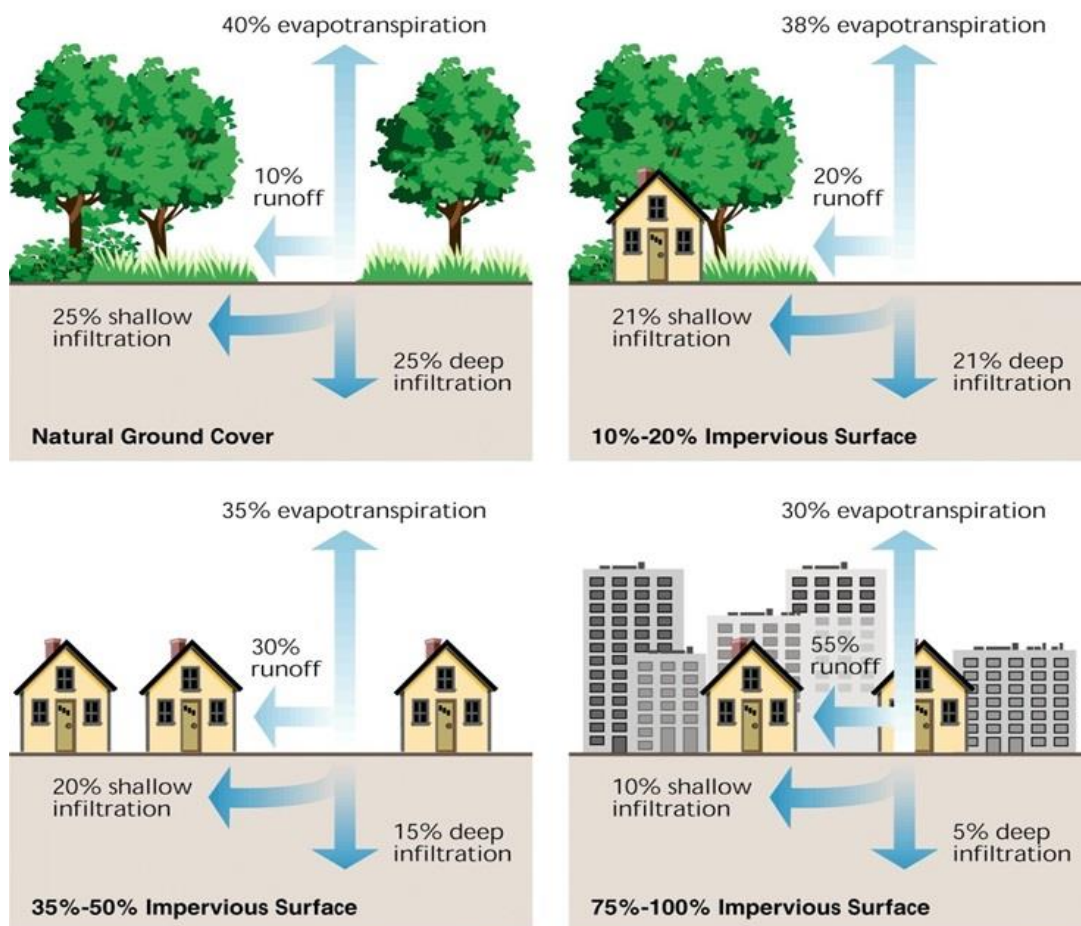 40% evapotranspiration
10%
runoff
25% shallow
infiltration
25% deep
infiltration
Natural Ground Cover
38% evapotranspiration
20%
runoff
21% shallow
infiltration
21% deep
infiltration
10%-20% Impervious Surface
35% evapotranspiration
30%
runoff
20% shallow
infiltration
15% deep
infiltration
35%-50% Impervious Surface
30% evapotranspiration
55%
runoff
10% shallow
infiltration
5% deep
infiltration
75%-100% Impervious Surface